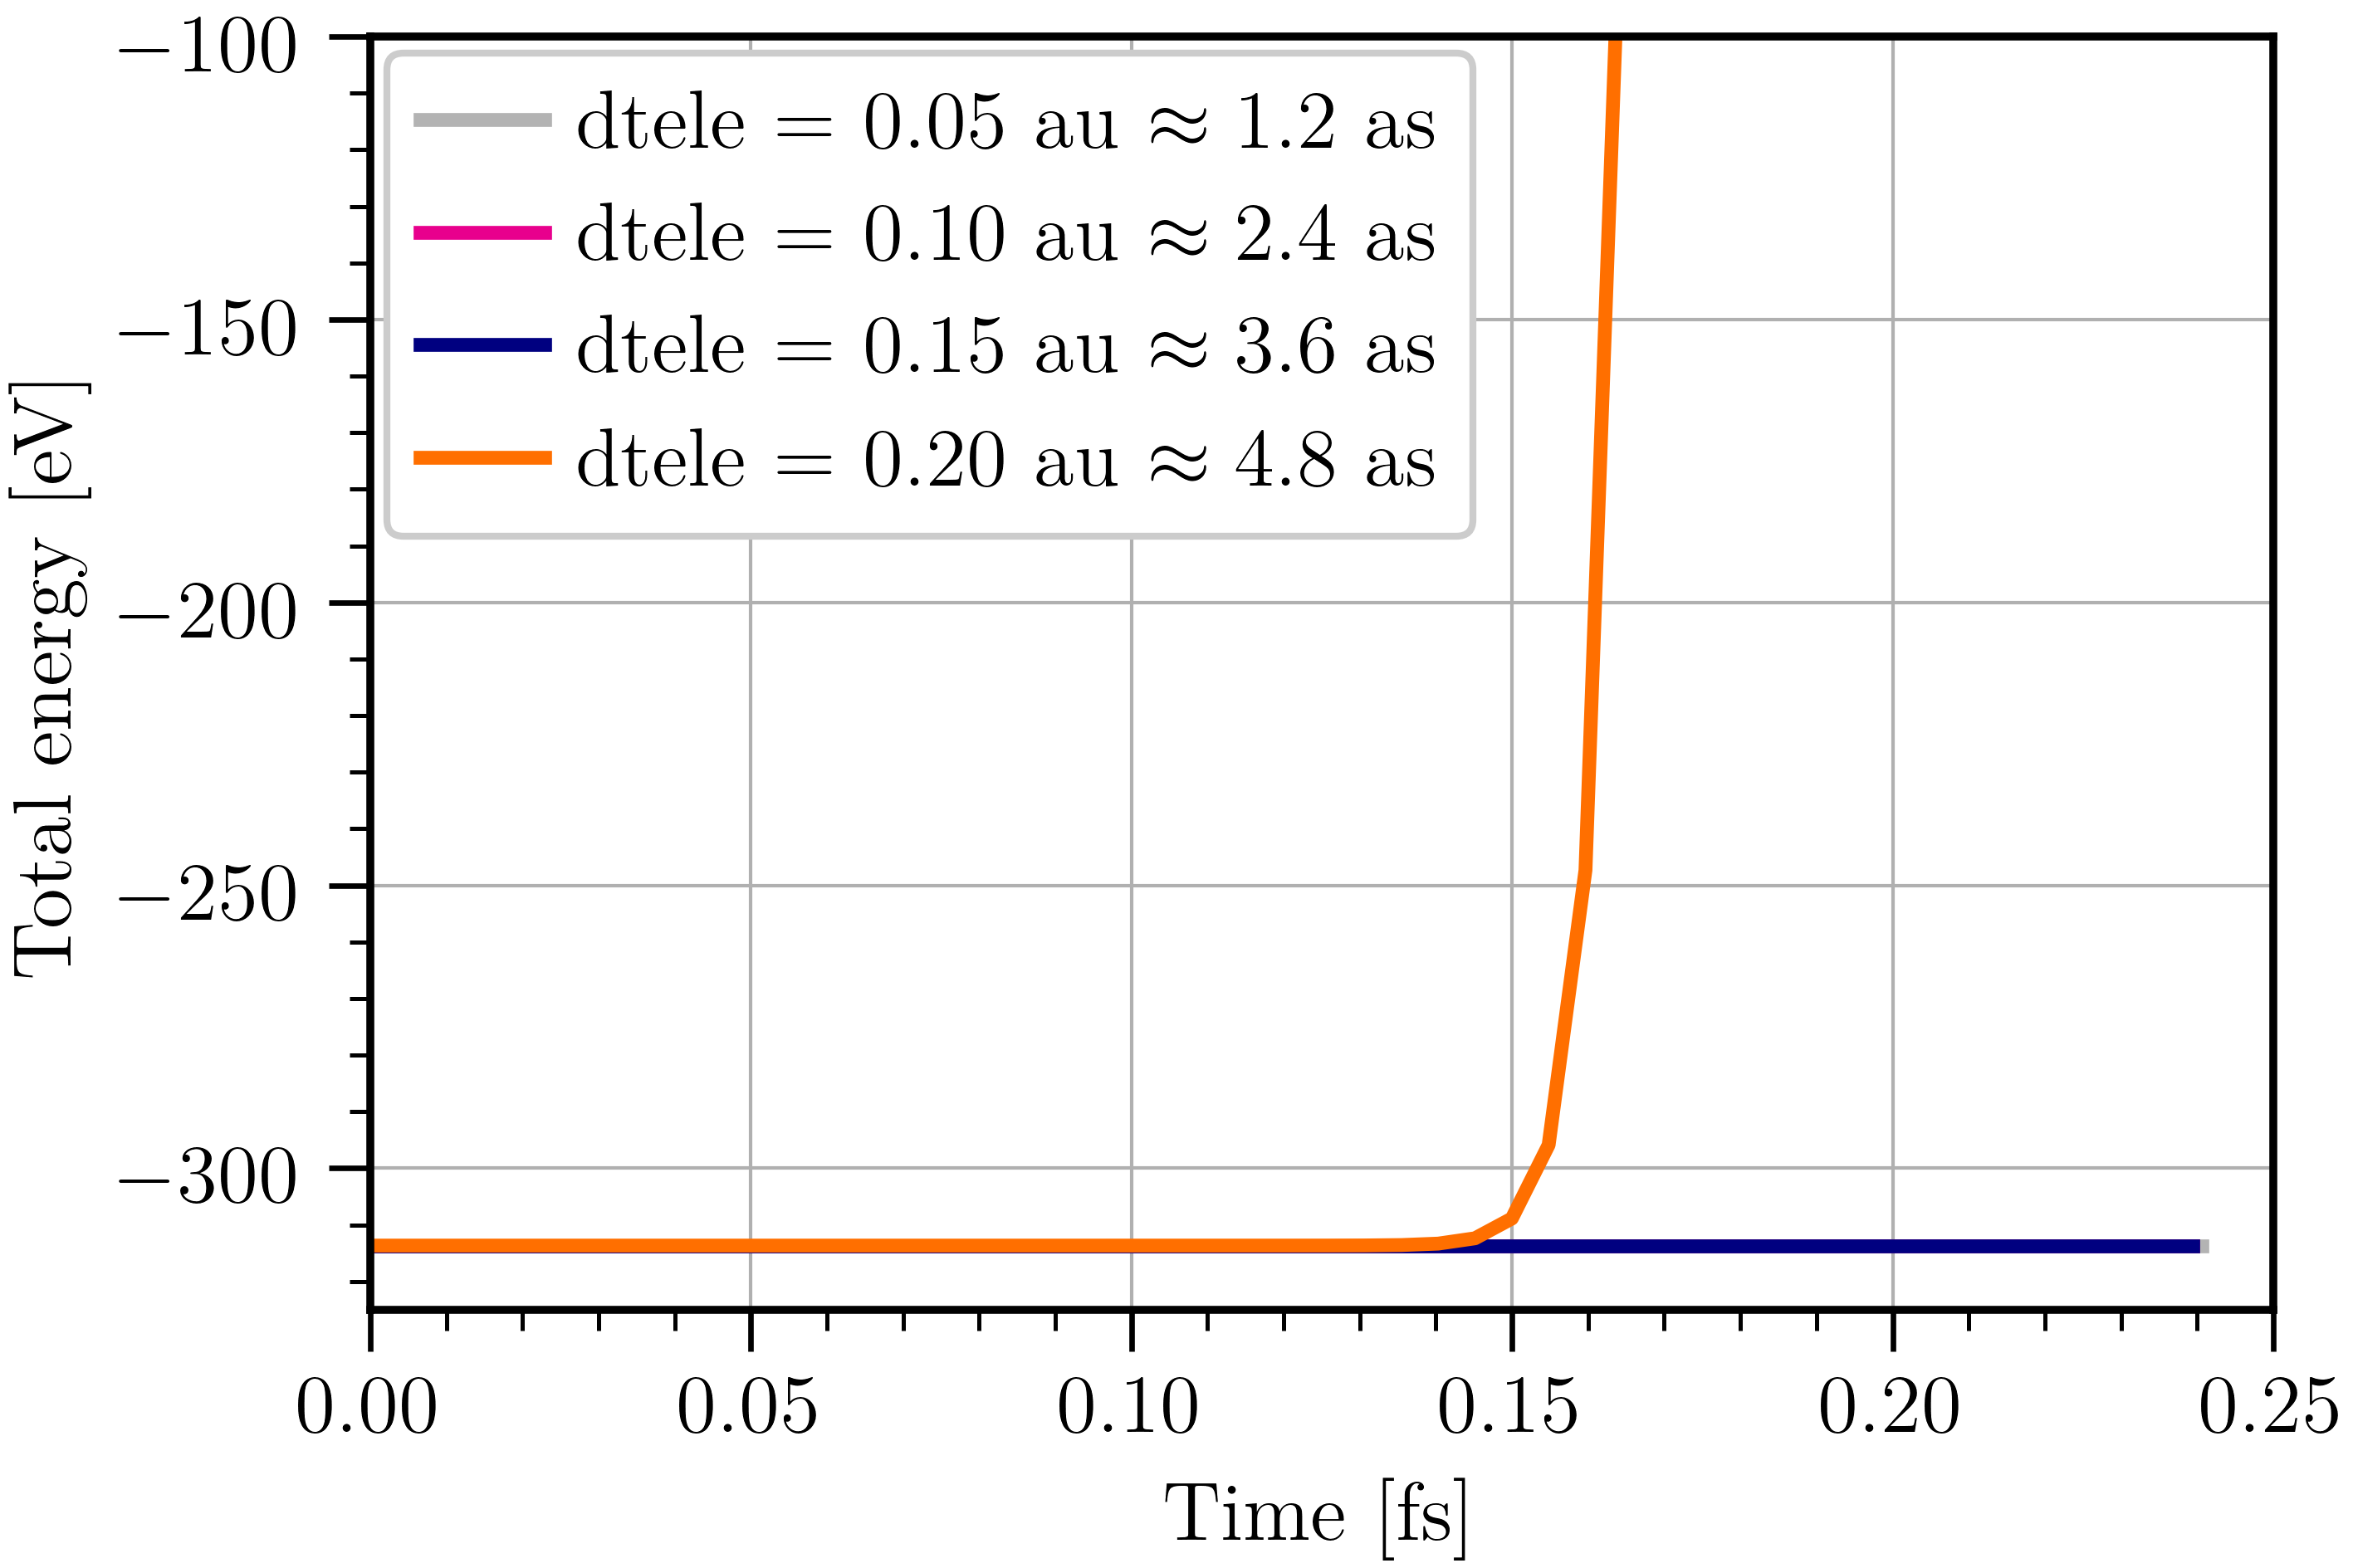 −100
−150
−200
−250
−300
Total energy [eV]
dtele = 0.05 au ≈ 1.2 as
dtele = 0.10 au ≈ 2.4 as
dtele = 0.15 au ≈ 3.6 as
dtele = 0.20 au ≈ 4.8 as
0.00 0.05 0.10 0.15 0.20 0.25
Time [fs]